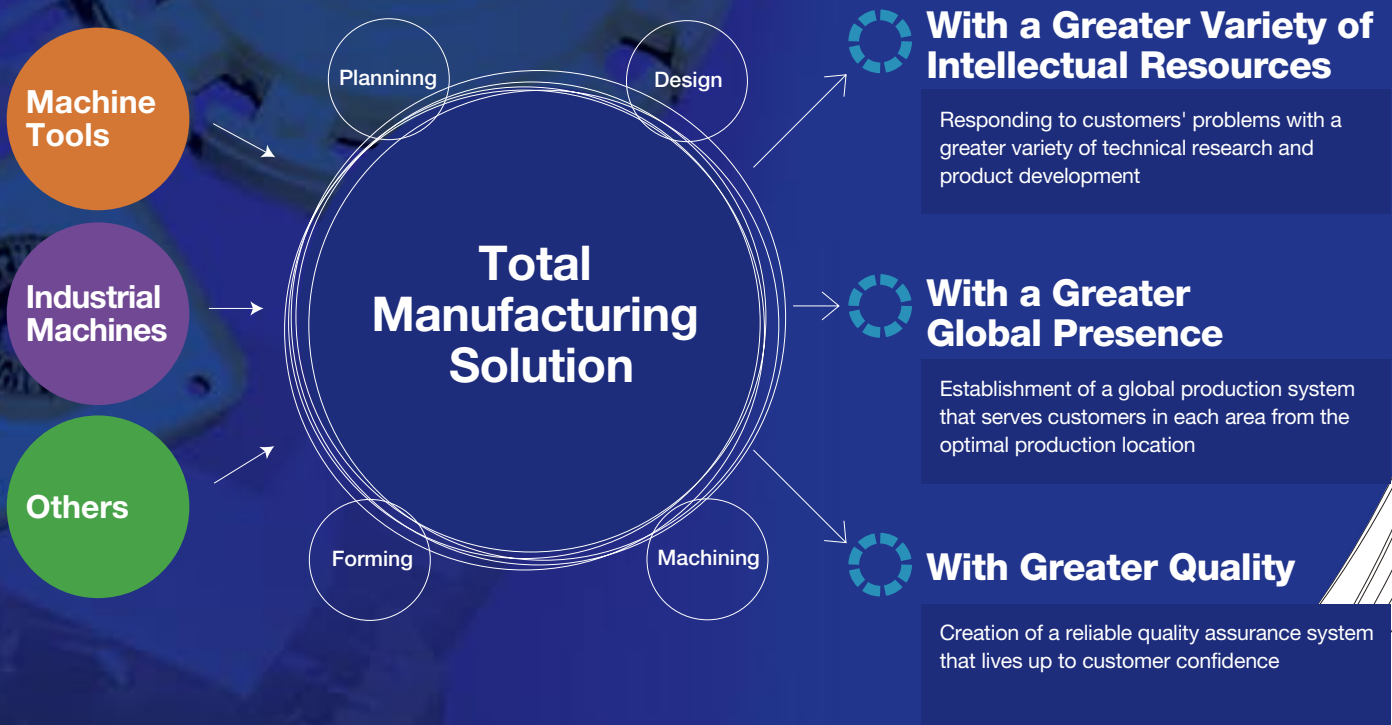 Machine
Tools
Industrial
Machines
Others
Planninng
Design
Total
Manufacturing
Solution
Forming
Machining
With a Greater Variety of
Intellectual Resources
Responding to customers' problems with a
greater variety of technical research and
product development
With a Greater
Global Presence
Establishment of a global production system
that serves customers in each area from the
optimal production location
With Greater Quality
Creation of a reliable quality assurance system
that lives up to customer confidence